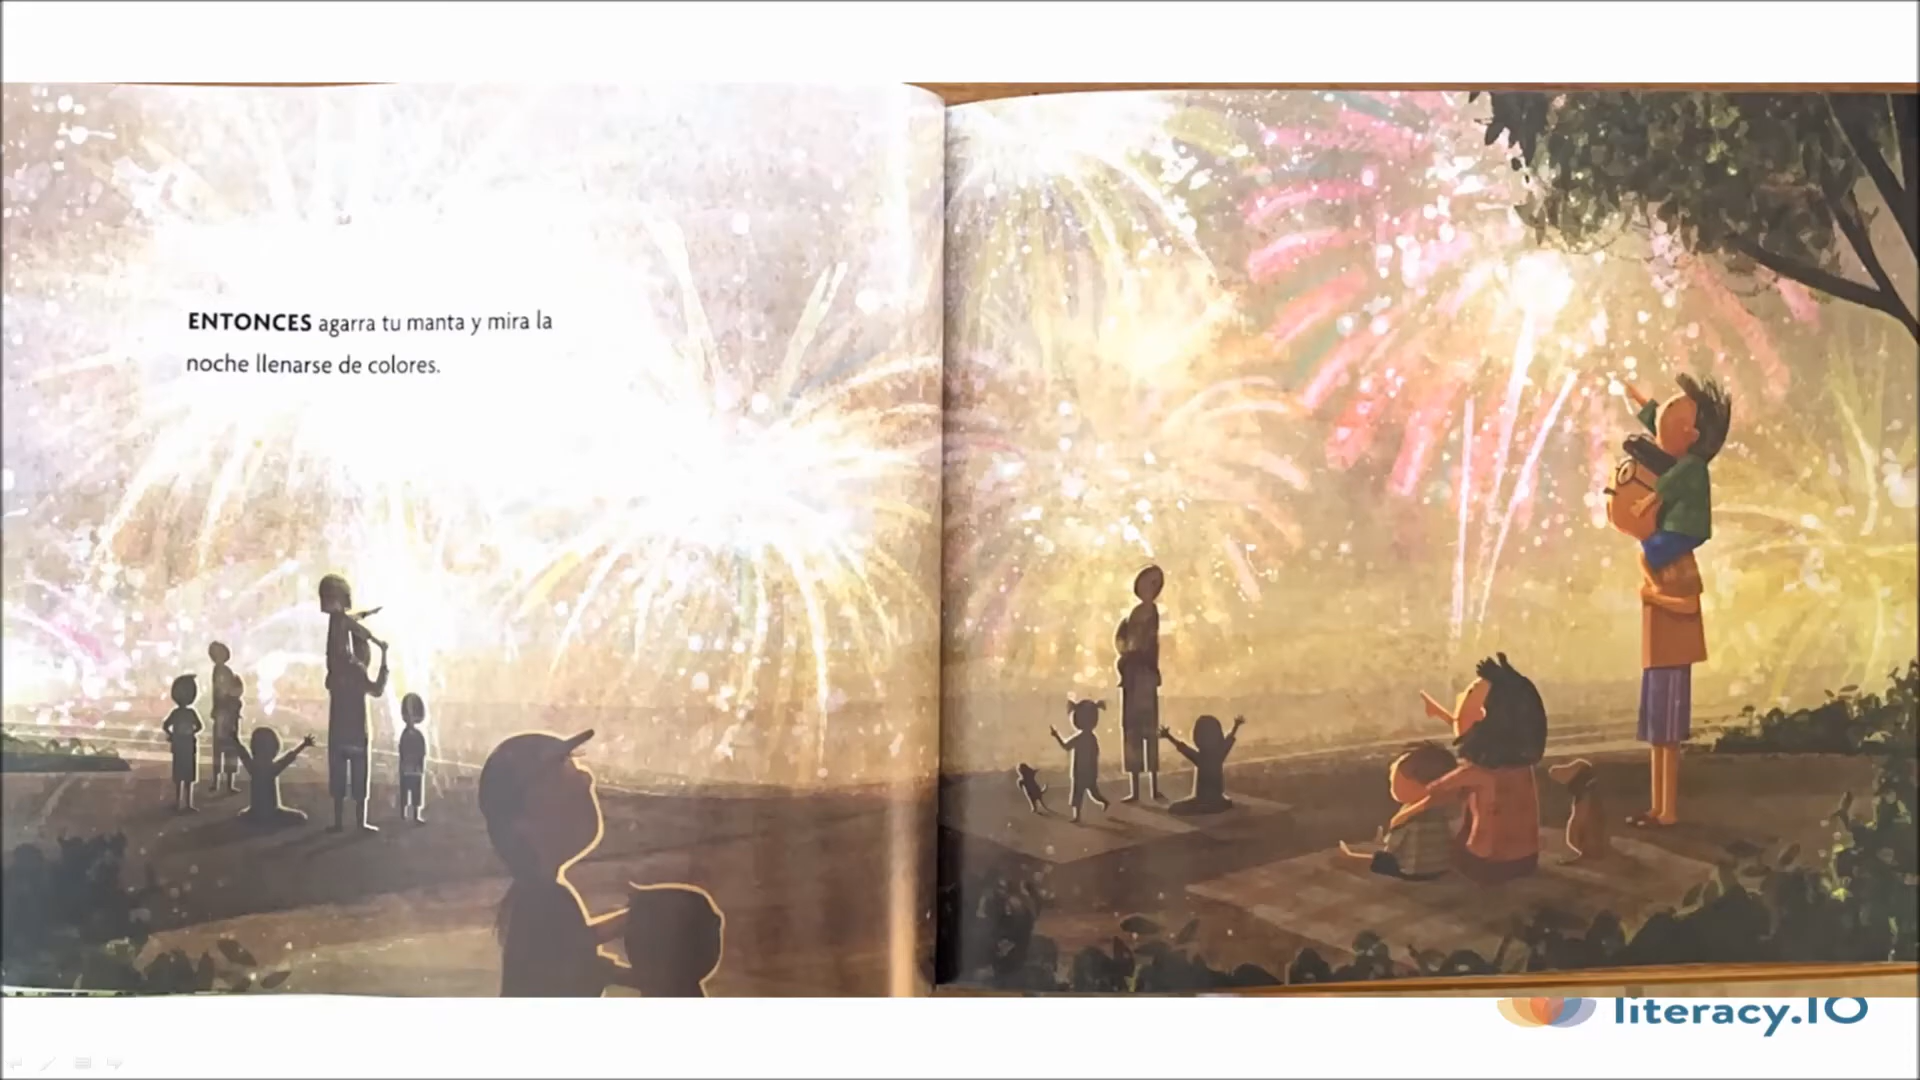 ENTONCES agarra tu manta y mira la
noche llenarse de colores.
literacy.IO